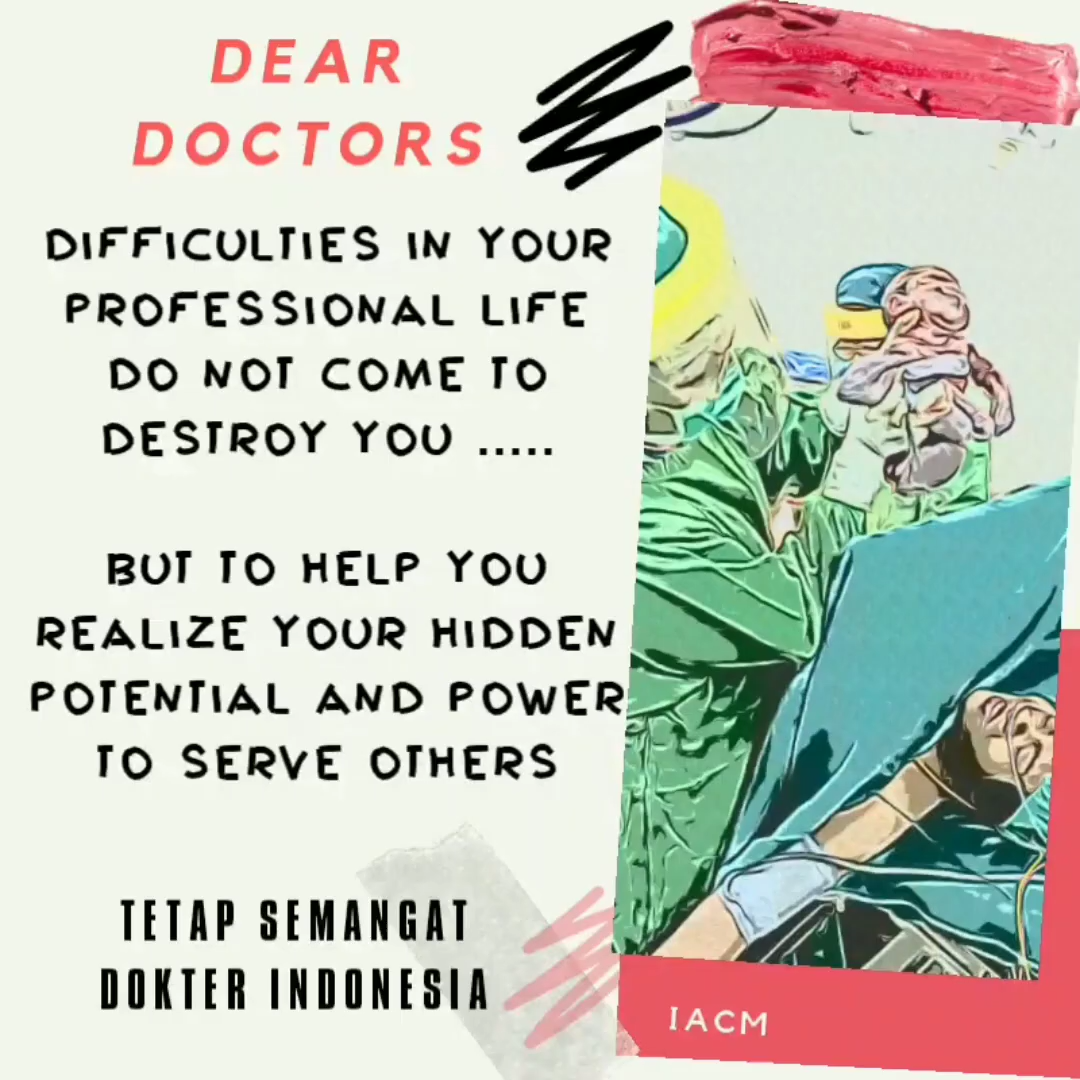 DEAR
DOCTORS
DIFFICULTIES IN YOUR
PROFESSIONAL LIFE
DO NOT COME TO
DESTROY YOU .....
BUT TO HELP YOU
REALIZE YOUR HIDDEN
POTENTIAL AND POWER
TO SERVE OTHERS
TETAP SEMANGAT
DOKTER INDONESIA
IACM